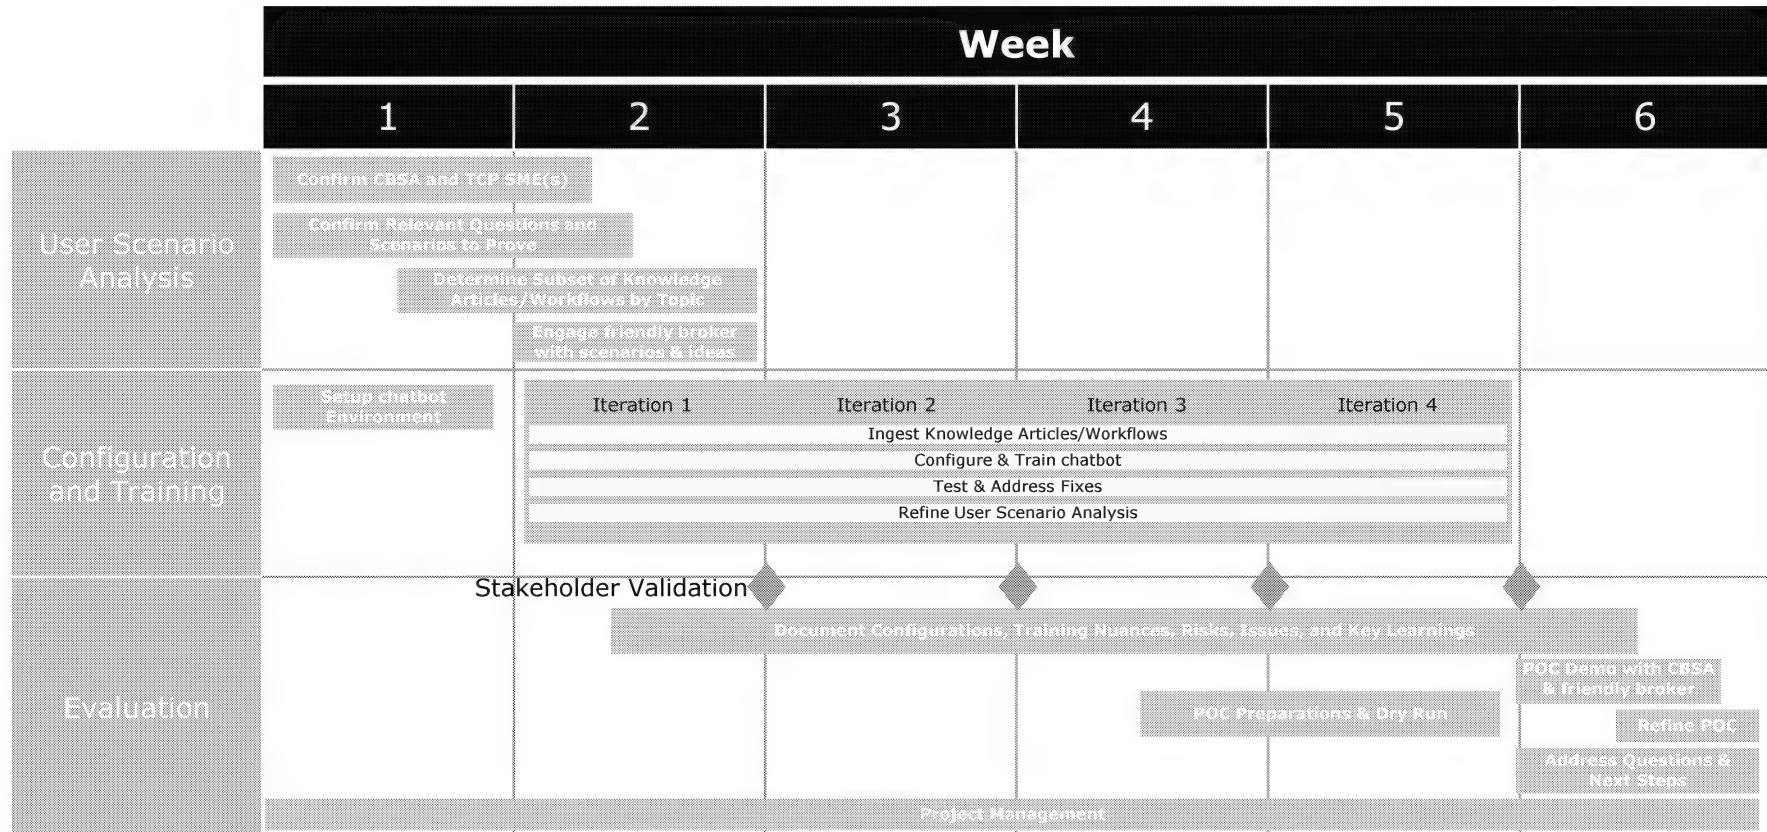 Week
1 2 3 4 5 6
User Scenario
Analysis
Confirm CBSA and TCP SME(s)
Confirm Relevant Questions and
Scenarios to Prove
Determine Subset of Knowledge
Articles/Workflows by Topic
Engage friendly broker
with scenarios & ideas
Configuration
and Training
Setup chatbot
Environment
Iteration 1 Iteration 2 Iteration 3 Iteration 4
Ingest Knowledge Articles/Workflows
Configure & Train chatbot
Test & Address Fixes
Refine User Scenario Analysis
Evaluation
Stakeholder Validation
Document Configurations, Training Nuances, Risks, Issues, and Key Learnings
POC Demo with CBSA
& friendly broker
POC Preparations & Dry Run
Refine POC
Address Questions &
Next Steps
Project Management